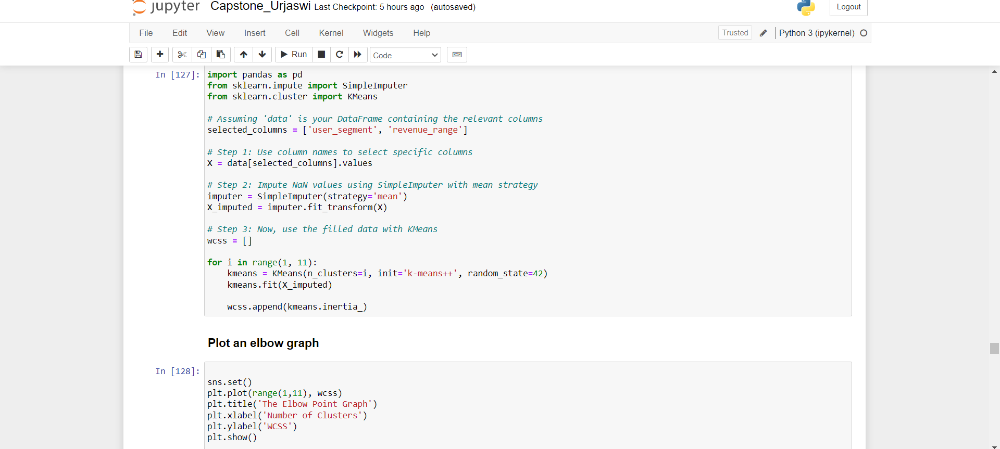 jupyter Capstone_Urjaswi Last Checkpoint: 5 hours ago (autosaved) Logout
File Edit View Insert Cell Kernel Widgets Help Trusted Python 3 (ipykernel)
Run Code
In [127]: import pandas as pd
from sklearn.impute import SimpleImputer
from sklearn.cluster import KMeans
# Assuming 'data' is your DataFrame containing the relevant columns
selected_columns = ['user_segment', 'revenue_range']
# Step 1: Use column names to select specific columns
X = data[selected_columns].values
# Step 2: Impute NaN values using SimpleImputer with mean strategy
imputer = SimpleImputer(strategy='mean')
X_imputed = imputer.fit_transform(X)
# Step 3: Now, use the filled data with KMeans
wcss = []
for i in range(1, 11):
    kmeans = KMeans(n_clusters=i, init='k-means++', random_state=42)
    kmeans.fit(X_imputed)
    wcss.append(kmeans.inertia_)
Plot an elbow graph
In [128]:
sns.set()
plt.plot(range(1,11), wcss)
plt.title('The Elbow Point Graph')
plt.xlabel('Number of Clusters')
plt.ylabel('WCSS')
plt.show()